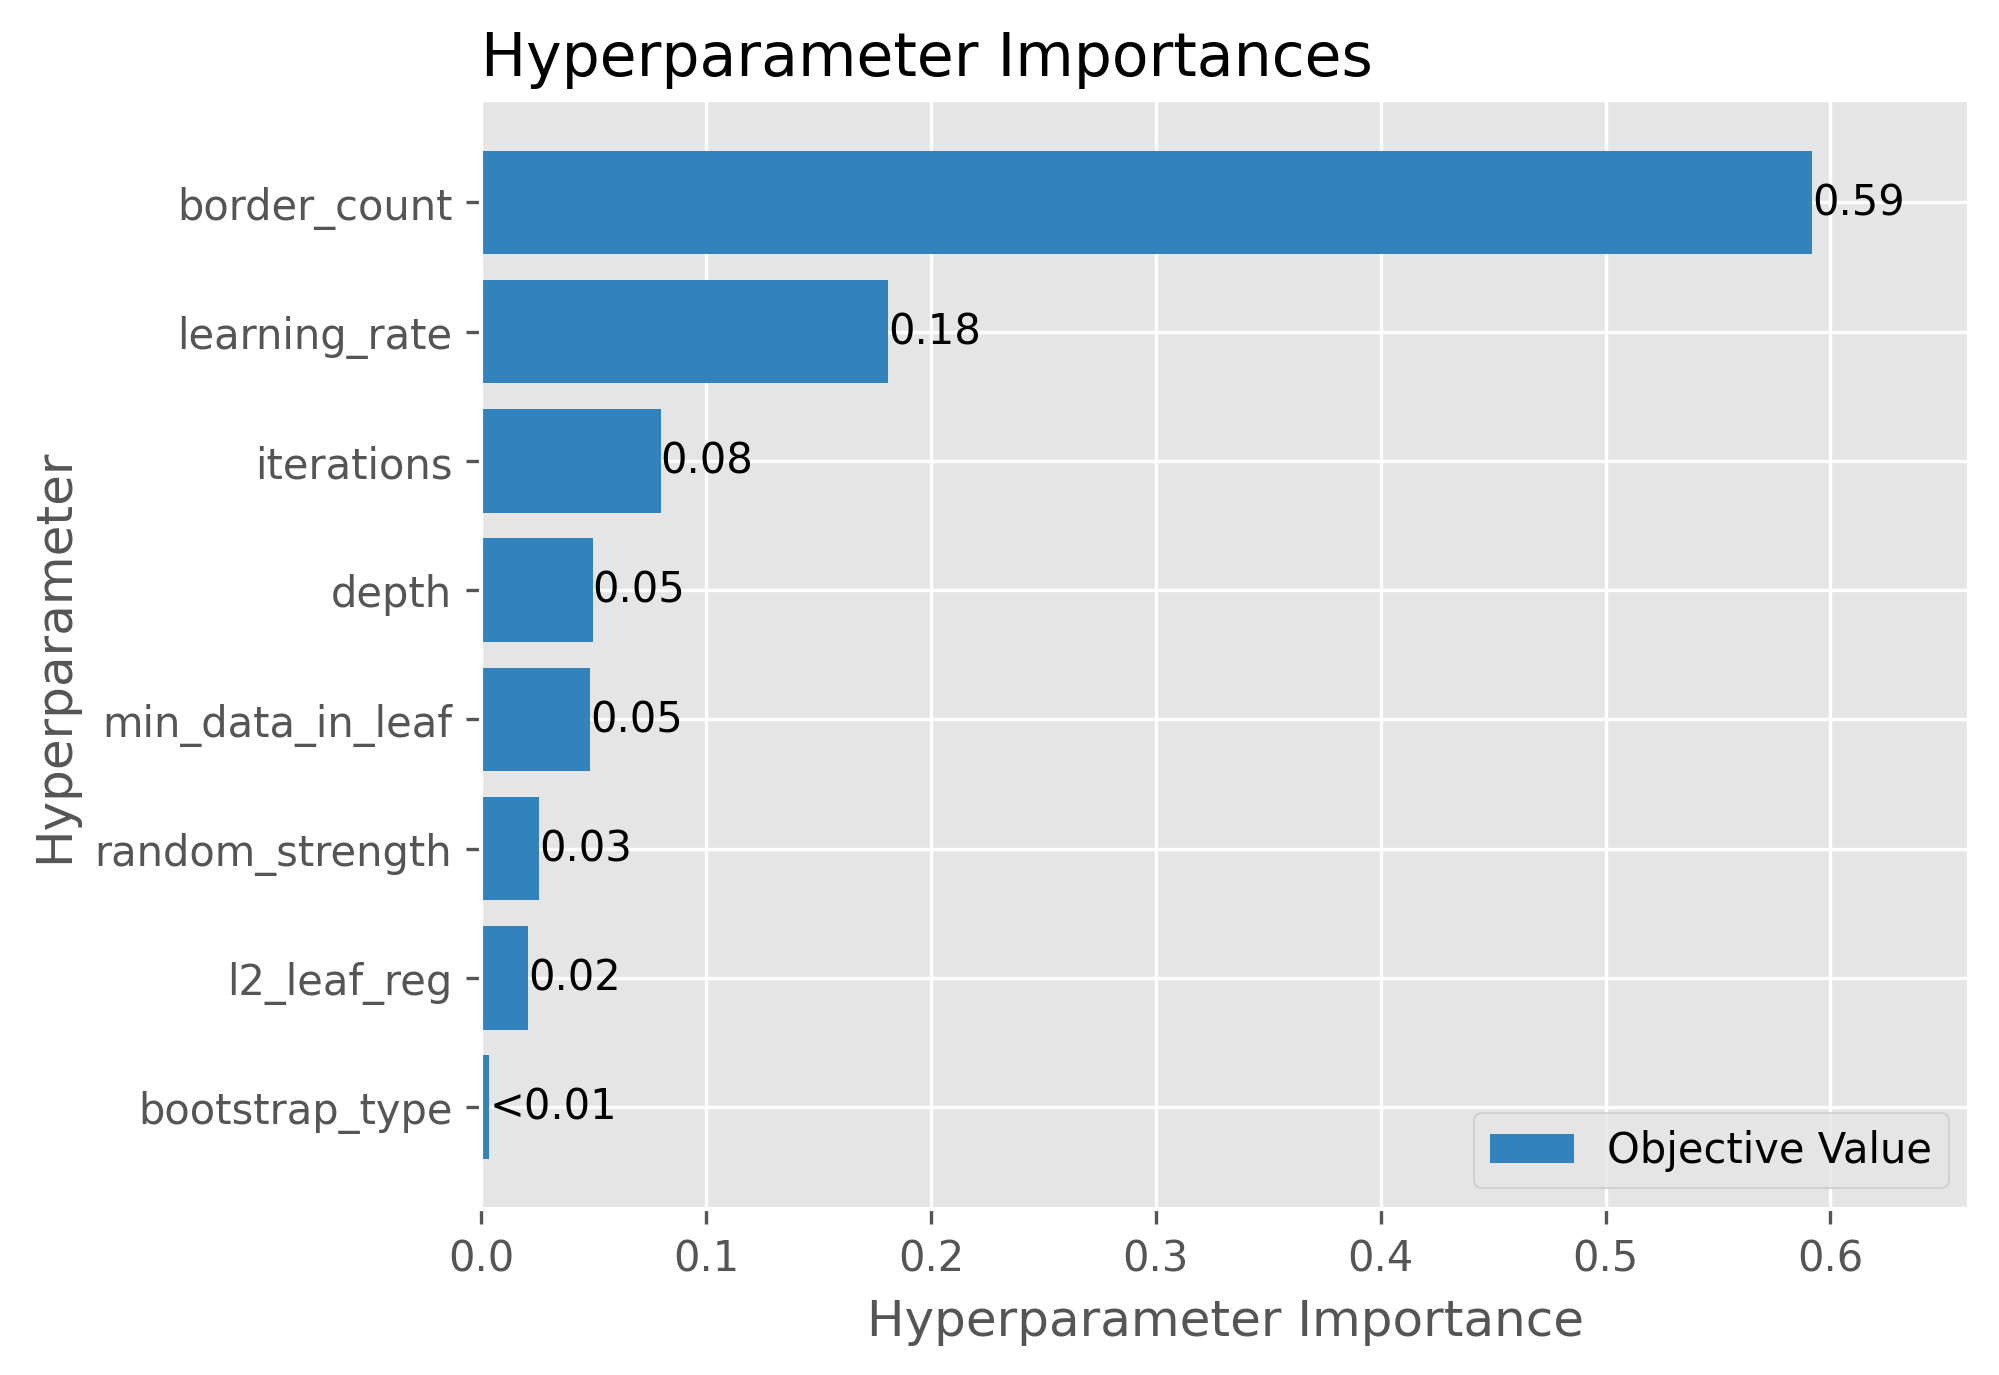 Hyperparameter Importances
Hyperparameter
border_count
0.59
learning_rate
0.18
iterations
0.08
depth
0.05
min_data_in_leaf
0.05
random_strength
0.03
l2_leaf_reg
0.02
bootstrap_type
<0.01
Objective Value
0.0 0.1 0.2 0.3 0.4 0.5 0.6
Hyperparameter Importance